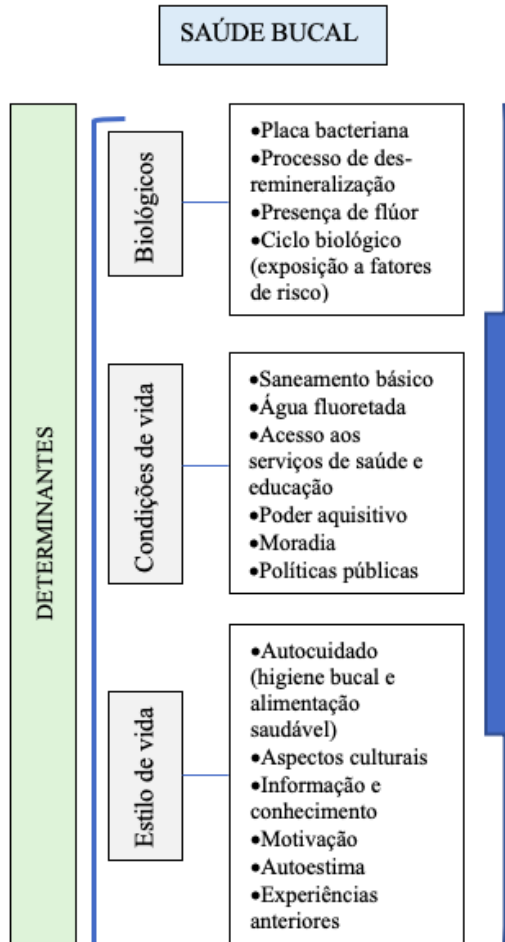 SAÚDE BUCAL
DETERMINANTES
Biológicos
•Placa bacteriana
•Processo de des-
remineralização
•Presença de flúor
•Ciclo biológico
(exposição a fatores
de risco)
Condições de vida
•Saneamento básico
•Água fluoretada
•Acesso aos
serviços de saúde e
educação
•Poder aquisitivo
•Moradia
•Políticas públicas
Estilo de vida
•Autocuidado
(higiene bucal e
alimentação
saudável)
•Aspectos culturais
•Informação e
conhecimento
•Motivação
•Autoestima
•Experiências
anteriores